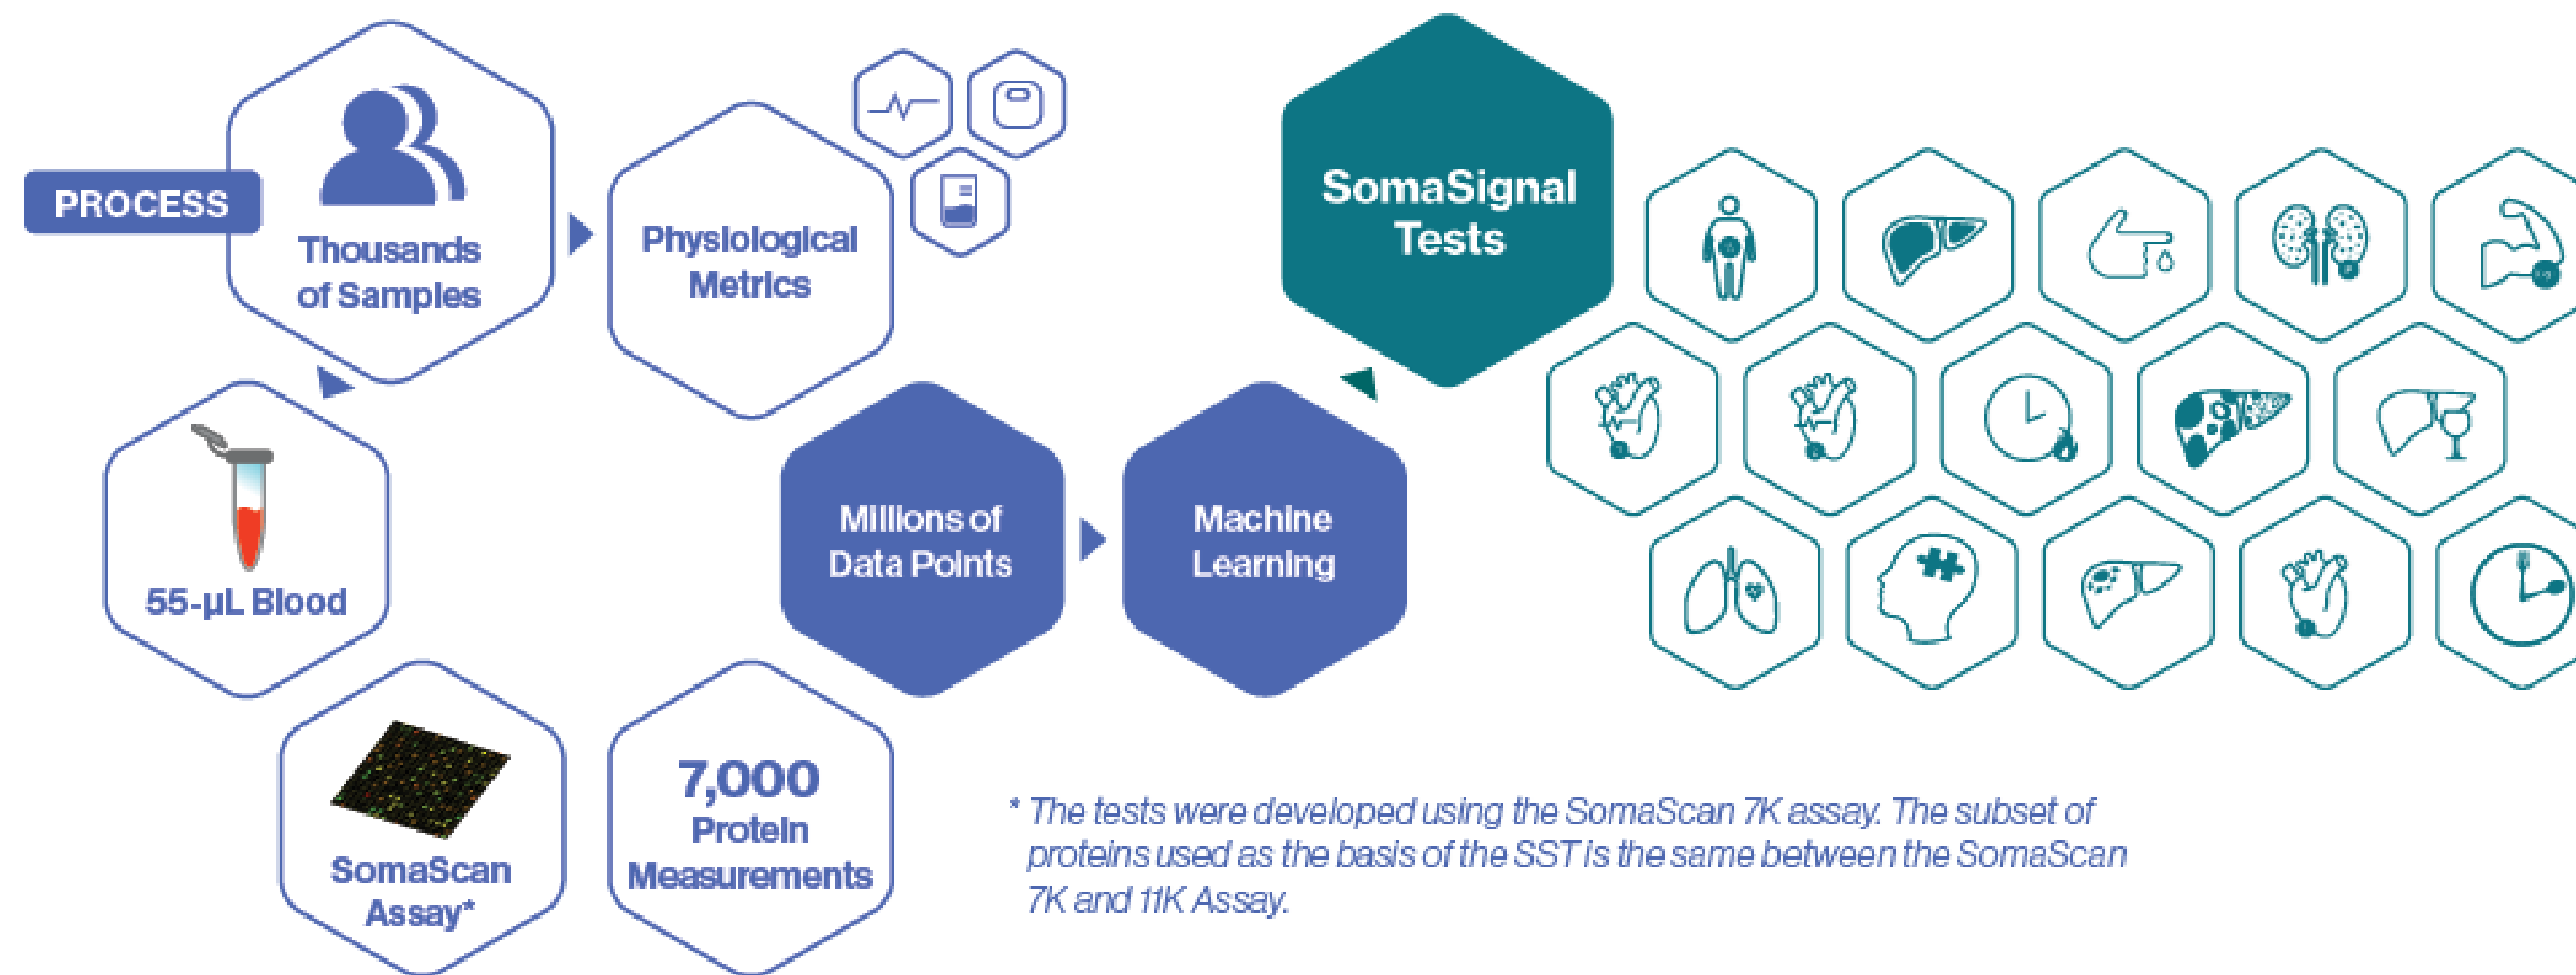 PROCESS
Thousands
of Samples
Physiological
Metrics
55-µL Blood
SomaScan
Assay*
7,000
Protein
Measurements
Millions of
Data Points
Machine
Learning
SomaSignal
Tests
* The tests were developed using the SomaScan 7K assay. The subset of
proteins used as the basis of the SST is the same between the SomaScan
7K and 11K Assay.